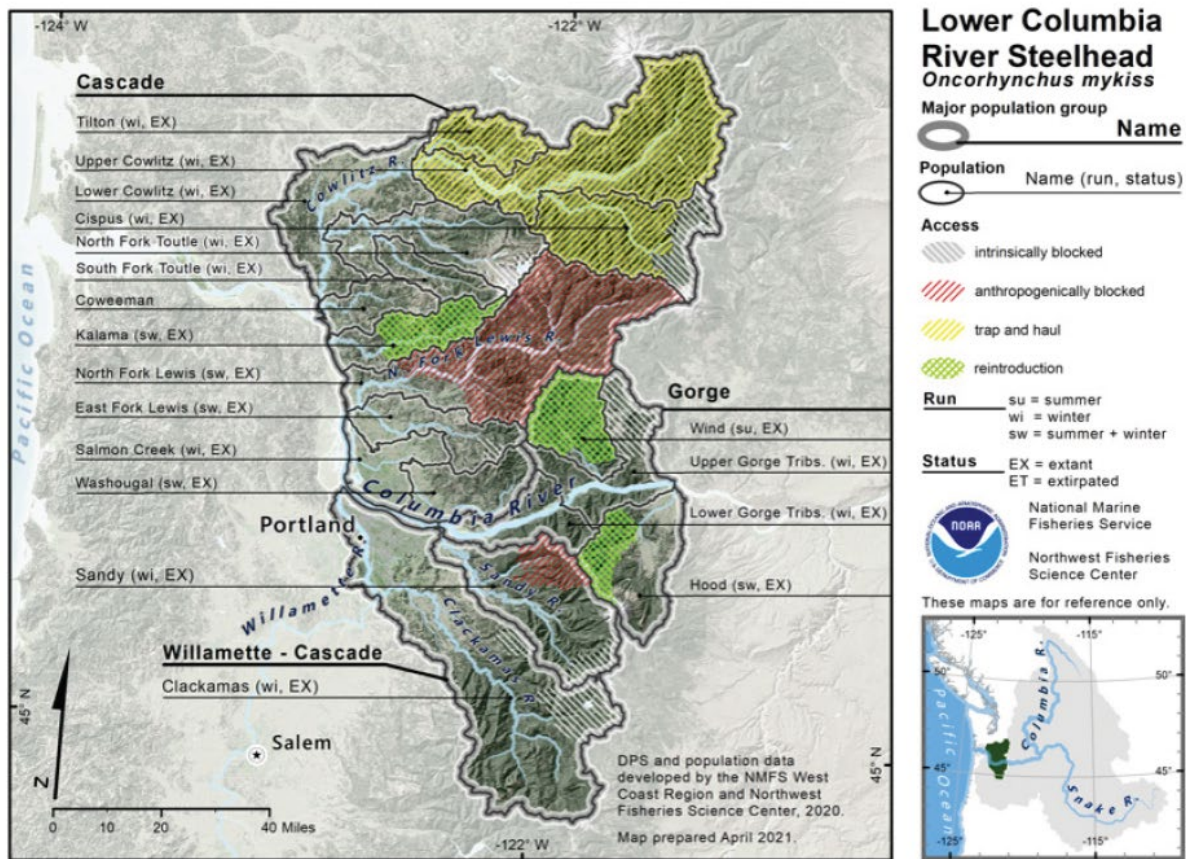 -124° W
-122° W
Cascade
Tilton (wi, EX)
Upper Cowlitz (wi, EX)
Lower Cowlitz (wi, EX)
Cispus (wi, EX)
North Fork Toutle (wi, EX)
South Fork Toutle (wi, EX)
Coweeman
Kalama (sw, EX)
North Fork Lewis (sw, EX)
East Fork Lewis (sw, EX)
Salmon Creek (wi, EX)
Washougal (sw, EX)
Portland
Sandy (wi, EX)
Willamette R.
Willamette - Cascade
Clackamas (wi, EX)
Salem
Pacific Ocean
Cowlitz R.
N Fork Lewis R.
Columbia River
Sandy R.
Clackamas R.
Gorge
Wind (su, EX)
Upper Gorge Tribs. (wi, EX)
Lower Gorge Tribs. (wi, EX)
Hood (sw, EX)
45° N
45° N
N
0 10 20 40 Miles
-122° W
DPS and population data
developed by the NMFS West
Coast Region and Northwest
Fisheries Science Center, 2020.
Map prepared April 2021.
Lower Columbia
River Steelhead
Oncorhynchus mykiss
Major population group
Name
Population
Name (run, status)
Access
intrinsically blocked
anthropogenically blocked
trap and haul
reintroduction
Run
su = summer
wi = winter
sw = summer + winter
Status
EX = extant
ET = extirpated
NOAA
National Marine
Fisheries Service
Northwest Fisheries
Science Center
These maps are for reference only.
-125°
-115°
50°
50°
45°
45°
-125°
-115°
Pacific Ocean
Columbia R.
Snake R.